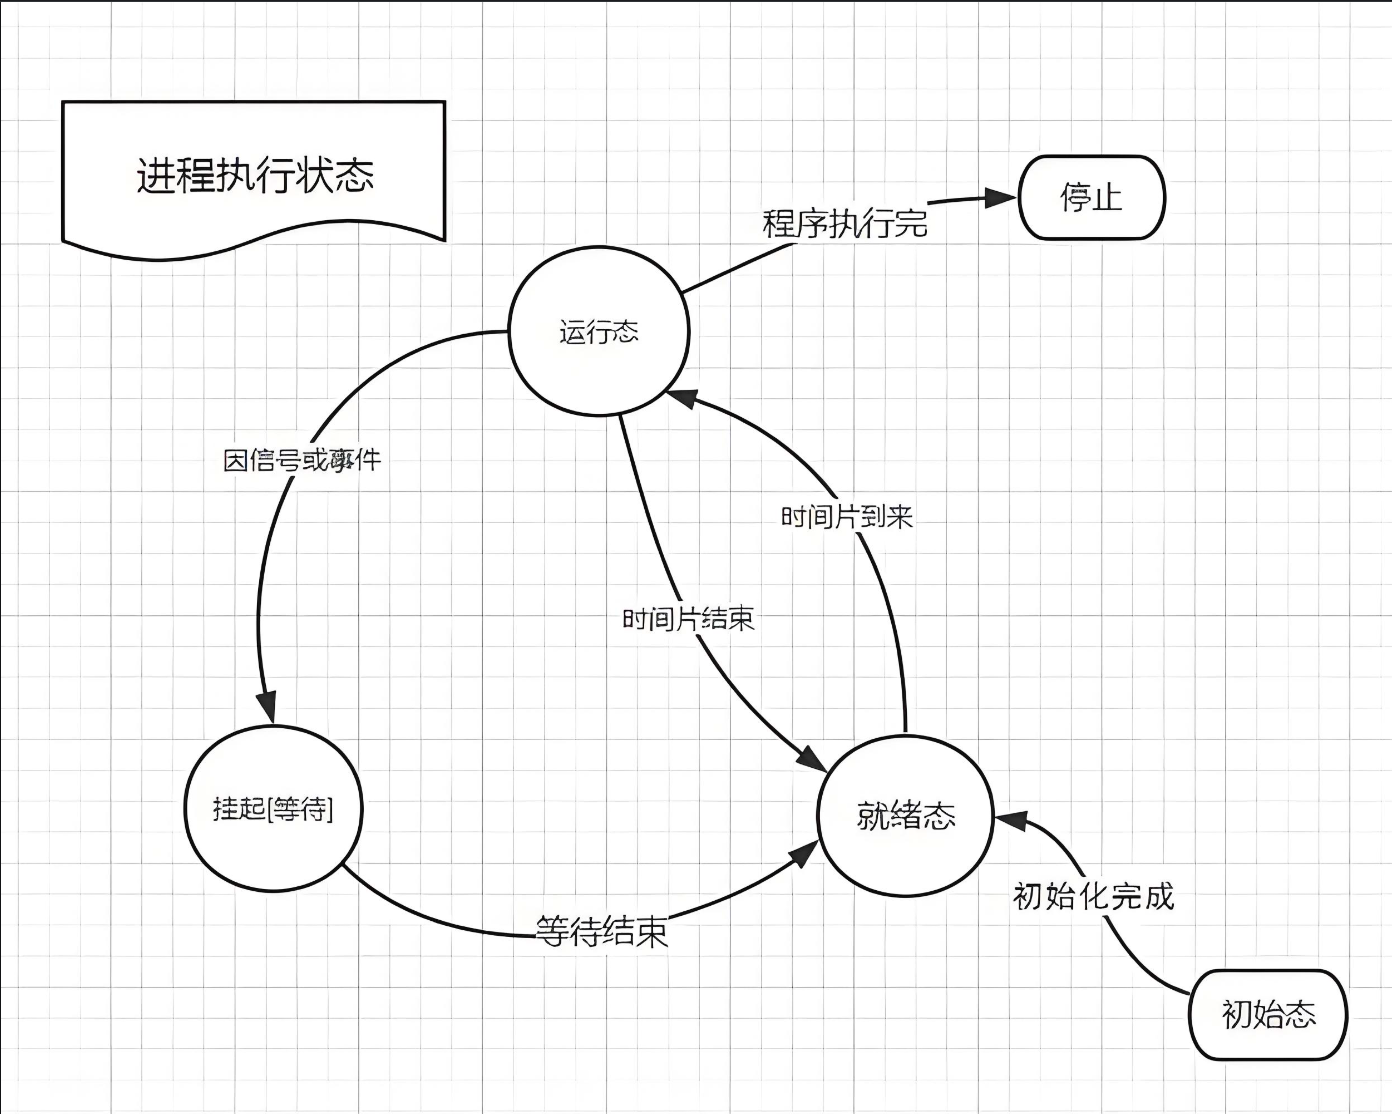 进程执行状态
程序执行完
停止
运行态
因信号或事件
时间片到来
时间片结束
挂起[等待]
就绪态
等待结束
初始化完成
初始态